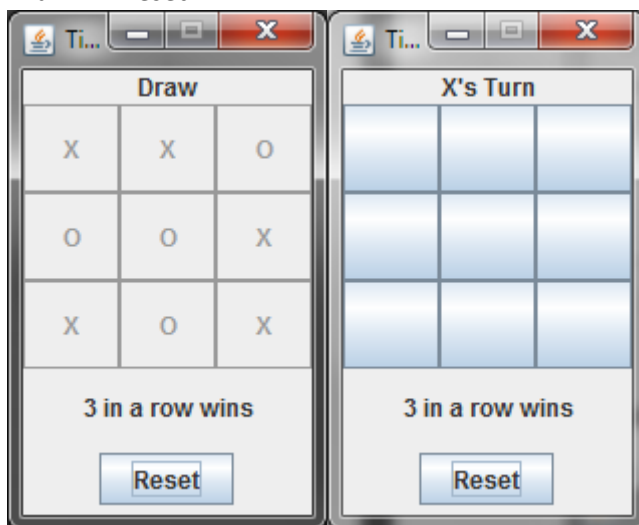 Ti...
Draw
X X O
O O X
X O X
3 in a row wins
Reset
Ti...
X's Turn
3 in a row wins
Reset